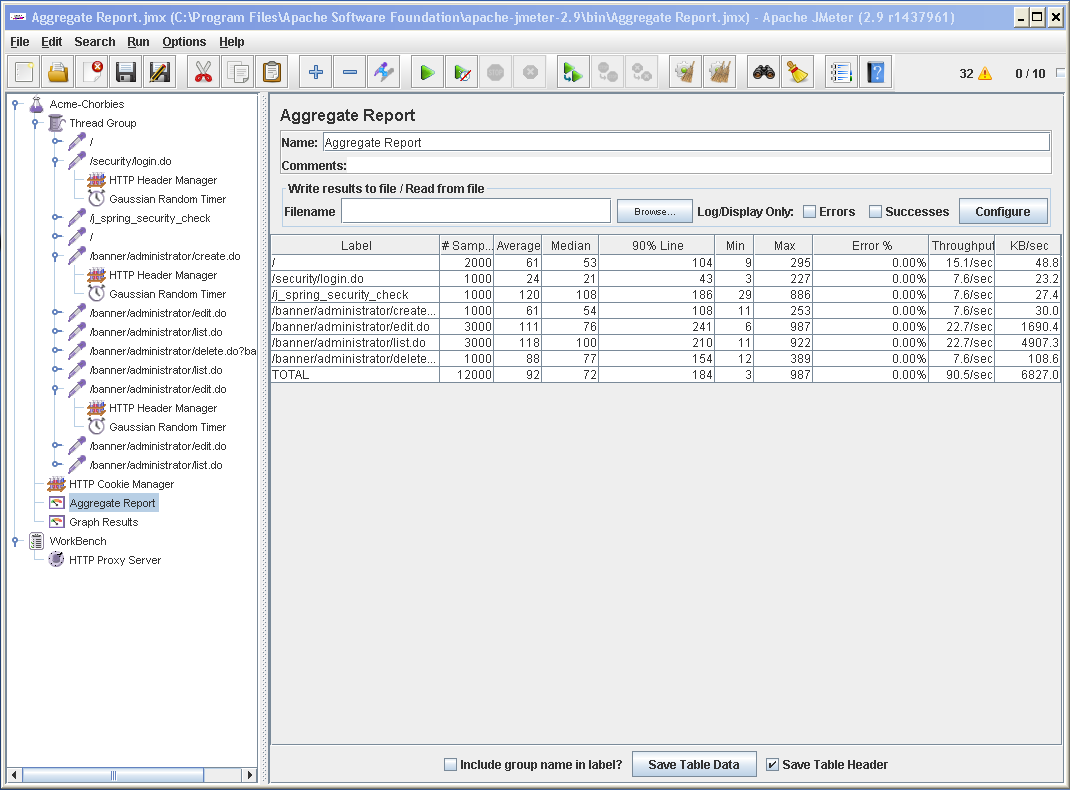 Aggregate Report.jmx (C:\Program Files\Apache Software Foundation\apache-jmeter-2.9\bin\Aggregate Report.jmx) - Apache JMeter (2.9 r1437961)
File Edit Search Run Options Help
32 0 / 10
Acme-Chorbies
Thread Group
/
/security/login.do
HTTP Header Manager
Gaussian Random Timer
/j_spring_security_check
/
/banner/administrator/create.do
HTTP Header Manager
Gaussian Random Timer
/banner/administrator/edit.do
/banner/administrator/list.do
/banner/administrator/delete.do?ba
/banner/administrator/list.do
/banner/administrator/edit.do
HTTP Header Manager
Gaussian Random Timer
/banner/administrator/edit.do
/banner/administrator/list.do
HTTP Cookie Manager
Aggregate Report
Graph Results
WorkBench
HTTP Proxy Server
Aggregate Report
Name: Aggregate Report
Comments:
Write results to file / Read from file
Filename Browse... Log/Display Only: Errors Successes Configure
Label # Samp... Average Median 90% Line Min Max Error % Throughput KB/sec
/ 2000 61 53 104 9 295 0.00% 15.1/sec 48.8
/security/login.do 1000 24 21 43 3 227 0.00% 7.6/sec 23.2
/j_spring_security_check 1000 120 108 186 29 886 0.00% 7.6/sec 27.4
/banner/administrator/create... 1000 61 54 108 11 253 0.00% 7.6/sec 30.0
/banner/administrator/edit.do 3000 111 76 241 6 987 0.00% 22.7/sec 1690.4
/banner/administrator/list.do 3000 118 100 210 11 922 0.00% 22.7/sec 4907.3
/banner/administrator/delete... 1000 88 77 154 12 389 0.00% 7.6/sec 108.6
TOTAL 12000 92 72 184 3 987 0.00% 90.5/sec 6827.0
Include group name in label? Save Table Data Save Table Header